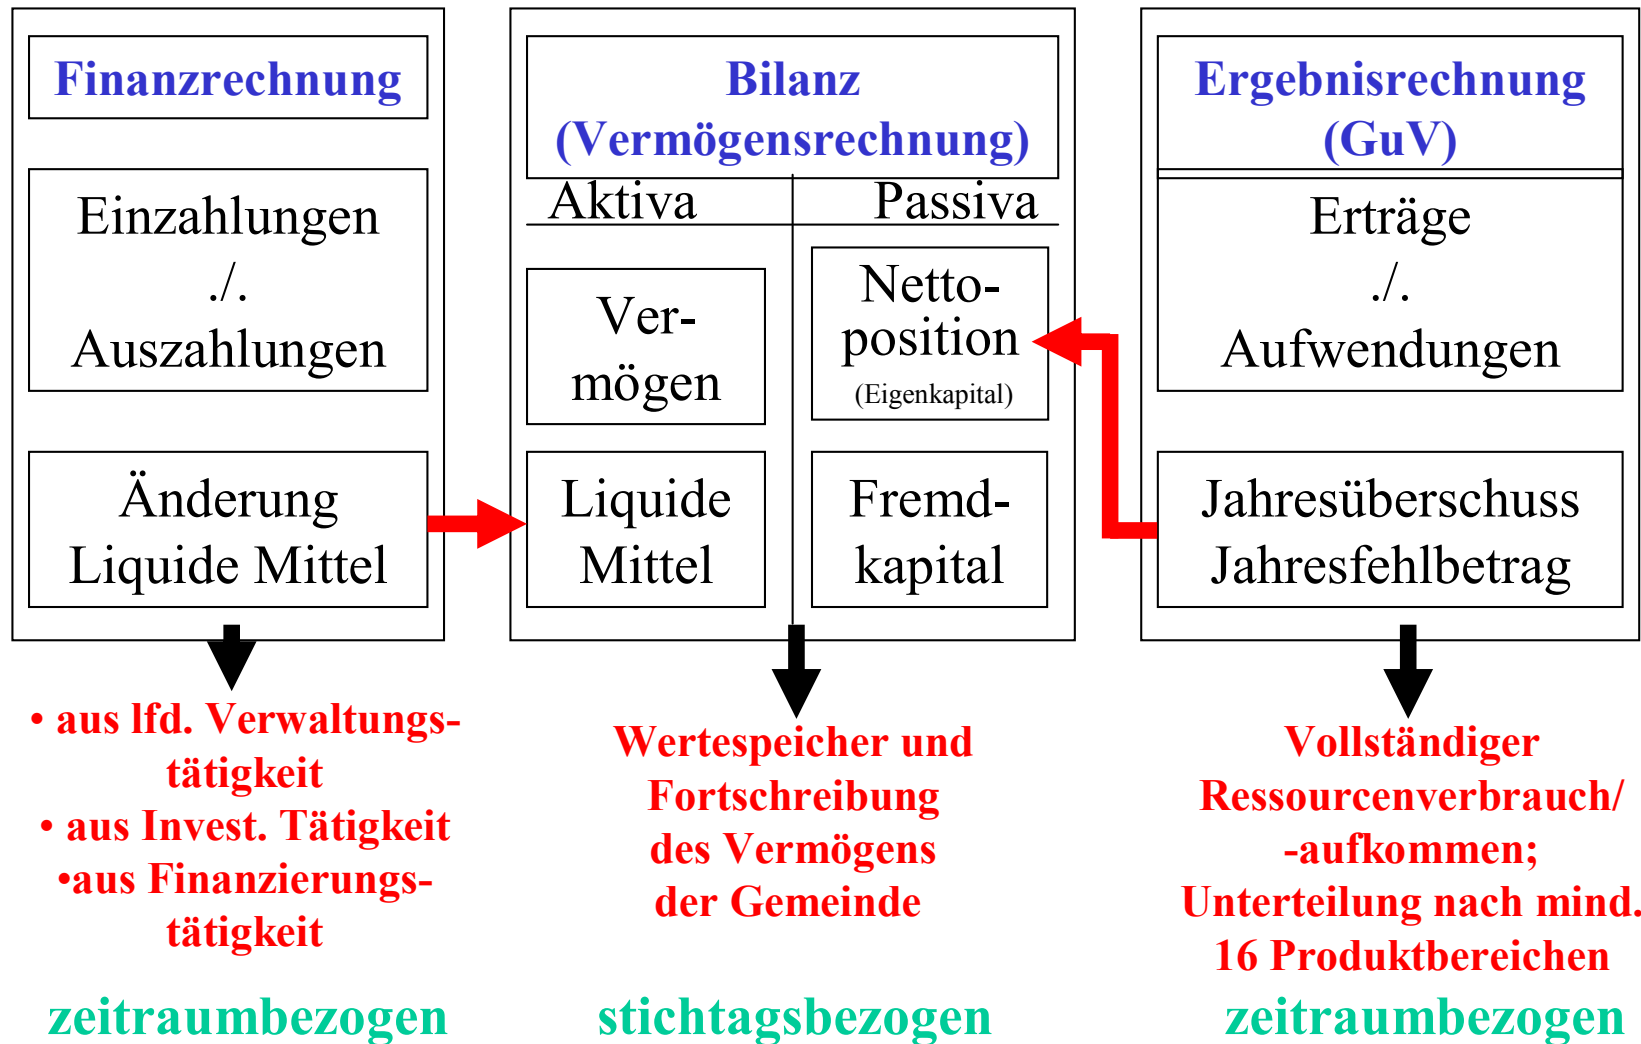 Finanzrechnung
Einzahlungen
./.
Auszahlungen
Änderung
Liquide Mittel
• aus lfd. Verwaltungs-
tätigkeit
• aus Invest. Tätigkeit
•aus Finanzierungs-
tätigkeit
zeitraumbezogen
Bilanz
(Vermögensrechnung)
Aktiva
Passiva
Ver-
mögen
Netto-
position
(Eigenkapital)
Liquide
Mittel
Fremd-
kapital
Wertespeicher und
Fortschreibung
des Vermögens
der Gemeinde
stichtagsbezogen
Ergebnisrechnung
(GuV)
Erträge
./.
Aufwendungen
Jahresüberschuss
Jahresfehlbetrag
Vollständiger
Ressourcenverbrauch/
-aufkommen;
Unterteilung nach mind.
16 Produktbereichen
zeitraumbezogen